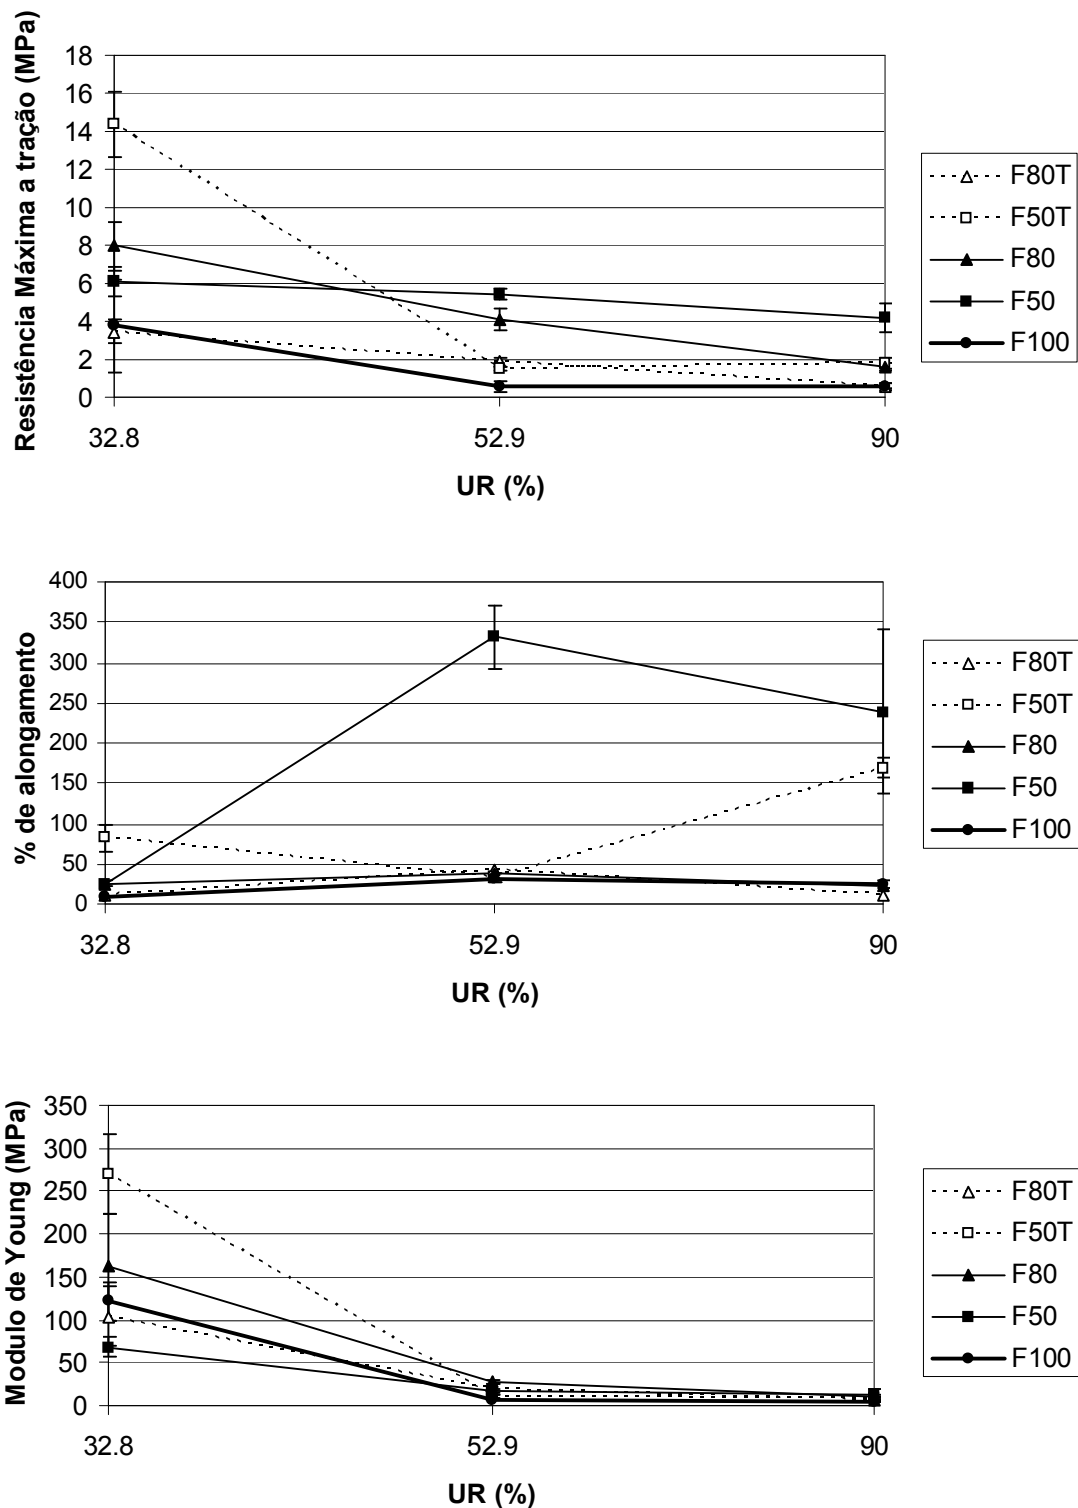 Resistência Máxima a tração (MPa)
18
16
14
12
10
8
6
4
2
0
32.8
52.9
90
UR (%)
F80T
F50T
F80
F50
F100
% de alongamento
400
350
300
250
200
150
100
50
0
32.8
52.9
90
UR (%)
F80T
F50T
F80
F50
F100
Modulo de Young (MPa)
350
300
250
200
150
100
50
0
32.8
52.9
90
UR (%)
F80T
F50T
F80
F50
F100